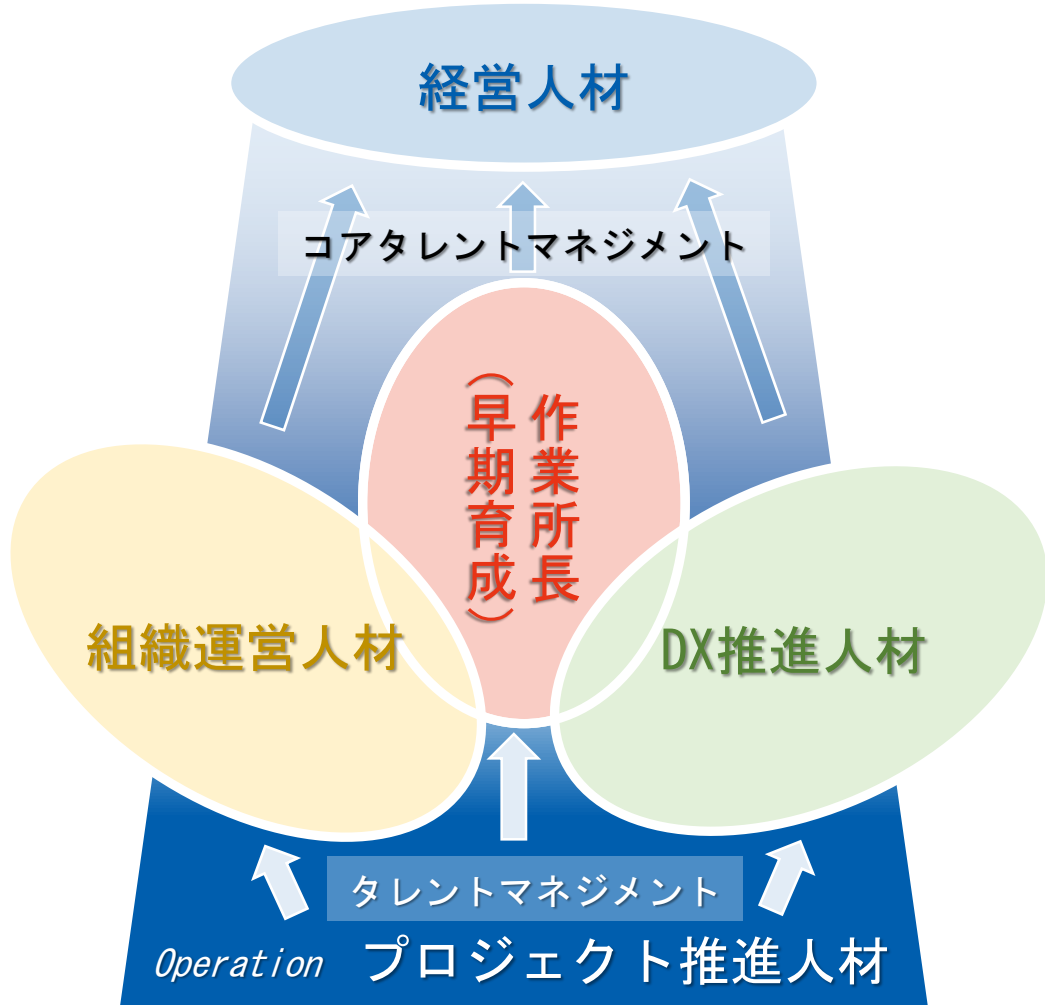 経営人材
コアタレントマネジメント
作業所長
（早期育成）
組織運営人材
DX推進人材
タレントマネジメント
Operation プロジェクト推進人材